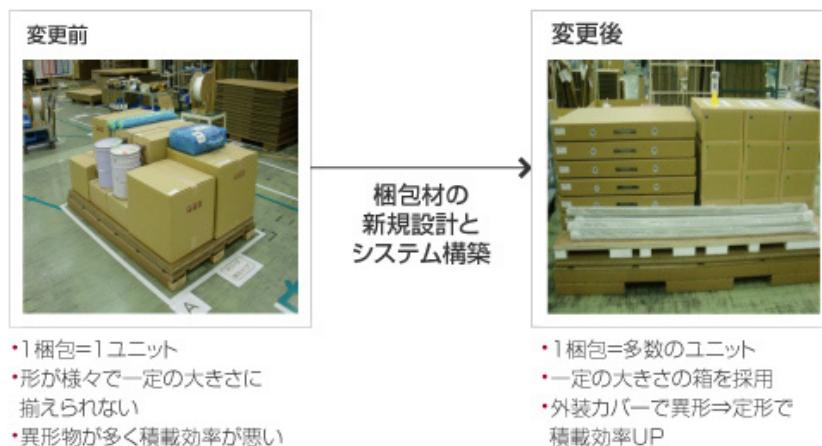 変更前
変更後
梱包材の
新規設計と
システム構築
A
•1梱包=1ユニット
•形が様々で一定の大きさに
揃えられない
•異形物が多く積載効率が悪い
•1梱包=多数のユニット
•一定の大きさの箱を採用
•外装カバーで異形⇒定形で
積載効率UP